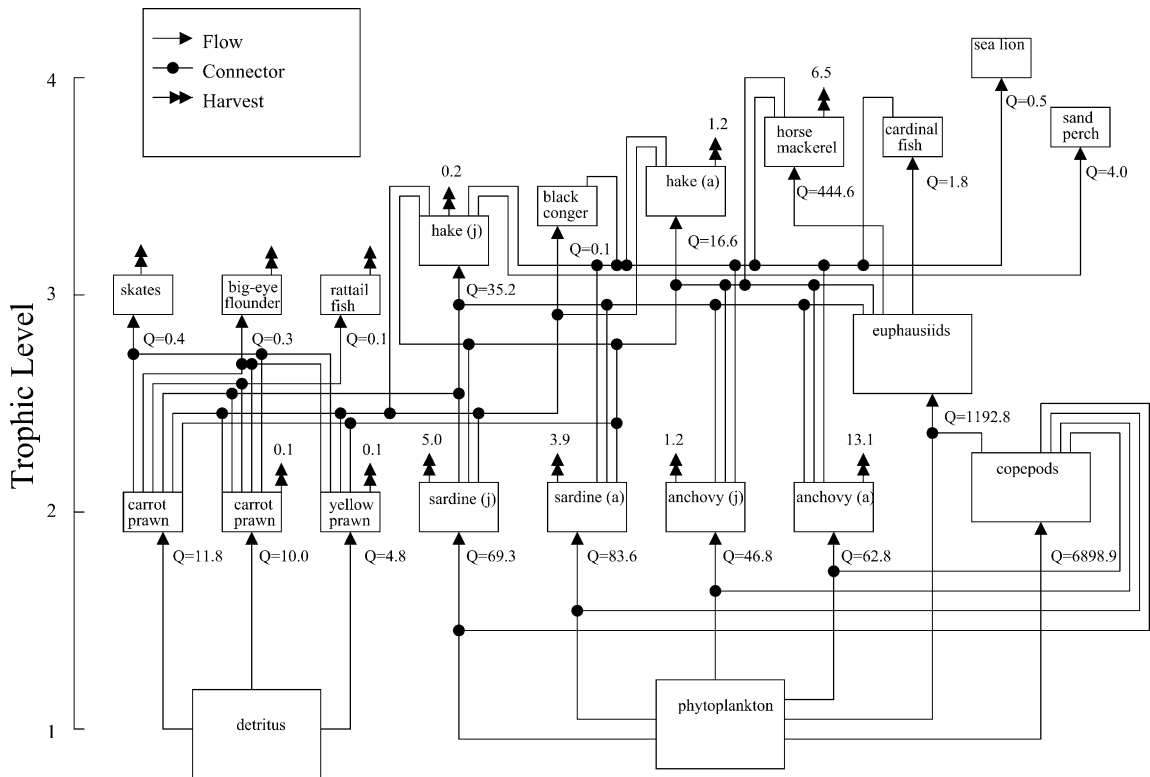 Flow
Connector
Harvest
Trophic Level
4
3
2
1
sea lion
Q=0.5
sand
perch
Q=4.0
6.5
horse
mackerel
Q=444.6
cardinal
fish
Q=1.8
1.2
hake (a)
Q=16.6
0.2
hake (j)
Q=35.2
black
conger
Q=0.1
skates
Q=0.4
big-eye
flounder
Q=0.3
rattail
fish
Q=0.1
euphausiids
Q=1192.8
carrot
prawn
Q=11.8
0.1
carrot
prawn
Q=10.0
0.1
yellow
prawn
Q=4.8
5.0
sardine (j)
Q=69.3
3.9
sardine (a)
Q=83.6
1.2
anchovy (j)
Q=46.8
13.1
anchovy (a)
Q=62.8
copepods
Q=6898.9
detritus
phytoplankton